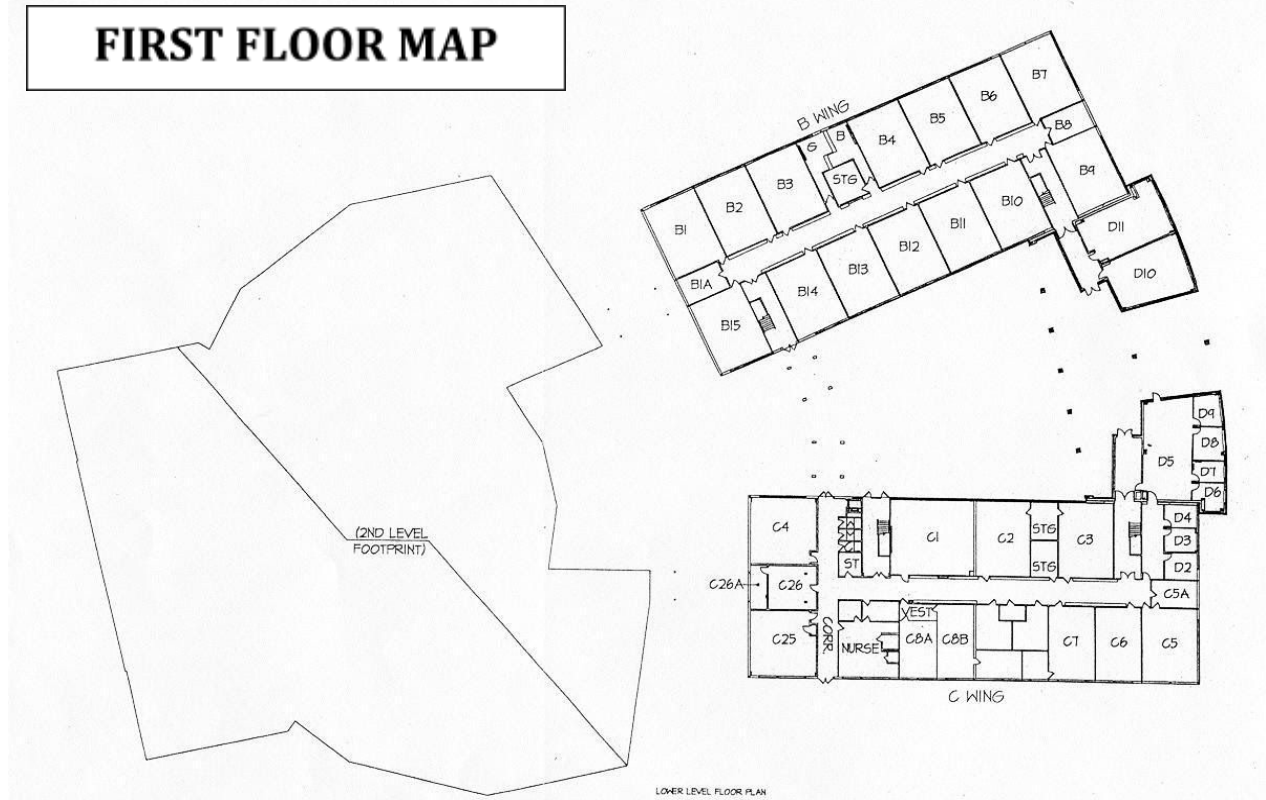 FIRST FLOOR MAP
B WING
B7
B6
B5
B4
B
G
B3
B2
B1
B1A
STG
B8
B9
B10
B11
B12
B13
B14
B15
D11
D10
D9
D8
D5
D7
D6
D4
D3
D2
C4
C1
C2
STG
STG
C3
ST
C26A
C26
C5A
C25
CORR.
NURSE
VEST
C8A
C8B
C7
C6
C5
C WING
(2ND LEVEL
FOOTPRINT)
LOWER LEVEL FLOOR PLAN